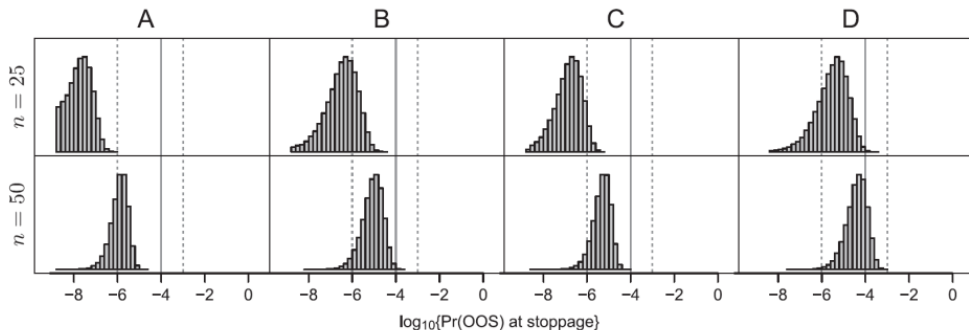 A B C D
n = 25
n = 50
−8 −6 −4 −2 0 −8 −6 −4 −2 0 −8 −6 −4 −2 0 −8 −6 −4 −2 0
log10{Pr(OOS) at stoppage}